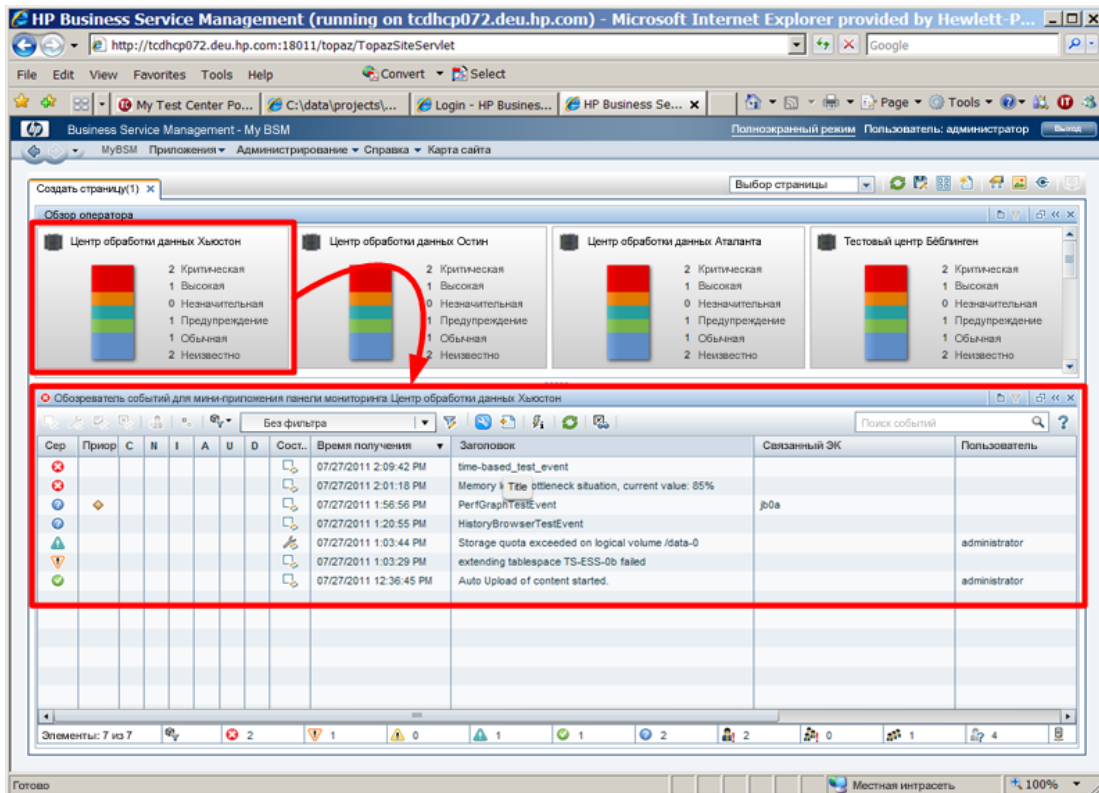 HP Business Service Management (running on tcdhcp072.deu.hp.com) - Microsoft Internet Explorer provided by Hewlett-P...
http://tcdhcp072.deu.hp.com:18011/topaz/TopazSiteServlet
Google
File Edit View Favorites Tools Help Convert Select
My Test Center Po... C:\data\projects\... Login - HP Busines... HP Business Se... Page Tools
hp Business Service Management - My BSM Полноэкранный режим Пользователь: администратор Выход
MyBSM Приложения Администрирование Справка Карта сайта
Создать страницу(1) Выбор страницы
Обзор оператора
Центр обработки данных Хьюстон
2 Критическая
1 Высокая
0 Незначительная
1 Предупреждение
1 Обычная
2 Неизвестно
Центр обработки данных Остин
2 Критическая
1 Высокая
0 Незначительная
1 Предупреждение
1 Обычная
2 Неизвестно
Центр обработки данных Аталанта
2 Критическая
1 Высокая
0 Незначительная
1 Предупреждение
1 Обычная
2 Неизвестно
Тестовый центр Бёблинген
2 Критическая
1 Высокая
0 Незначительная
1 Предупреждение
1 Обычная
2 Неизвестно
Обозреватель событий для мини-приложения панели мониторинга Центр обработки данных Хьюстон
Без фильтра Поиск событий
Сер Приор C N I A U D Сост.. Время получения Заголовок Связанный ЭК Пользователь
07/27/2011 2:09:42 PM time-based_test_event
07/27/2011 2:01:18 PM Memory Title ottleneck situation, current value: 85%
07/27/2011 1:56:56 PM PerfGraphTestEvent jb0a
07/27/2011 1:20:55 PM HistoryBrowserTestEvent
07/27/2011 1:03:44 PM Storage quota exceeded on logical volume /data-0 administrator
07/27/2011 1:03:29 PM extending tablespace TS-ESS-0b failed
07/27/2011 12:36:45 PM Auto Upload of content started. administrator
Элементы: 7 из 7 2 1 0 1 1 2 2 0 1 4
Готово Местная интрасеть 100%